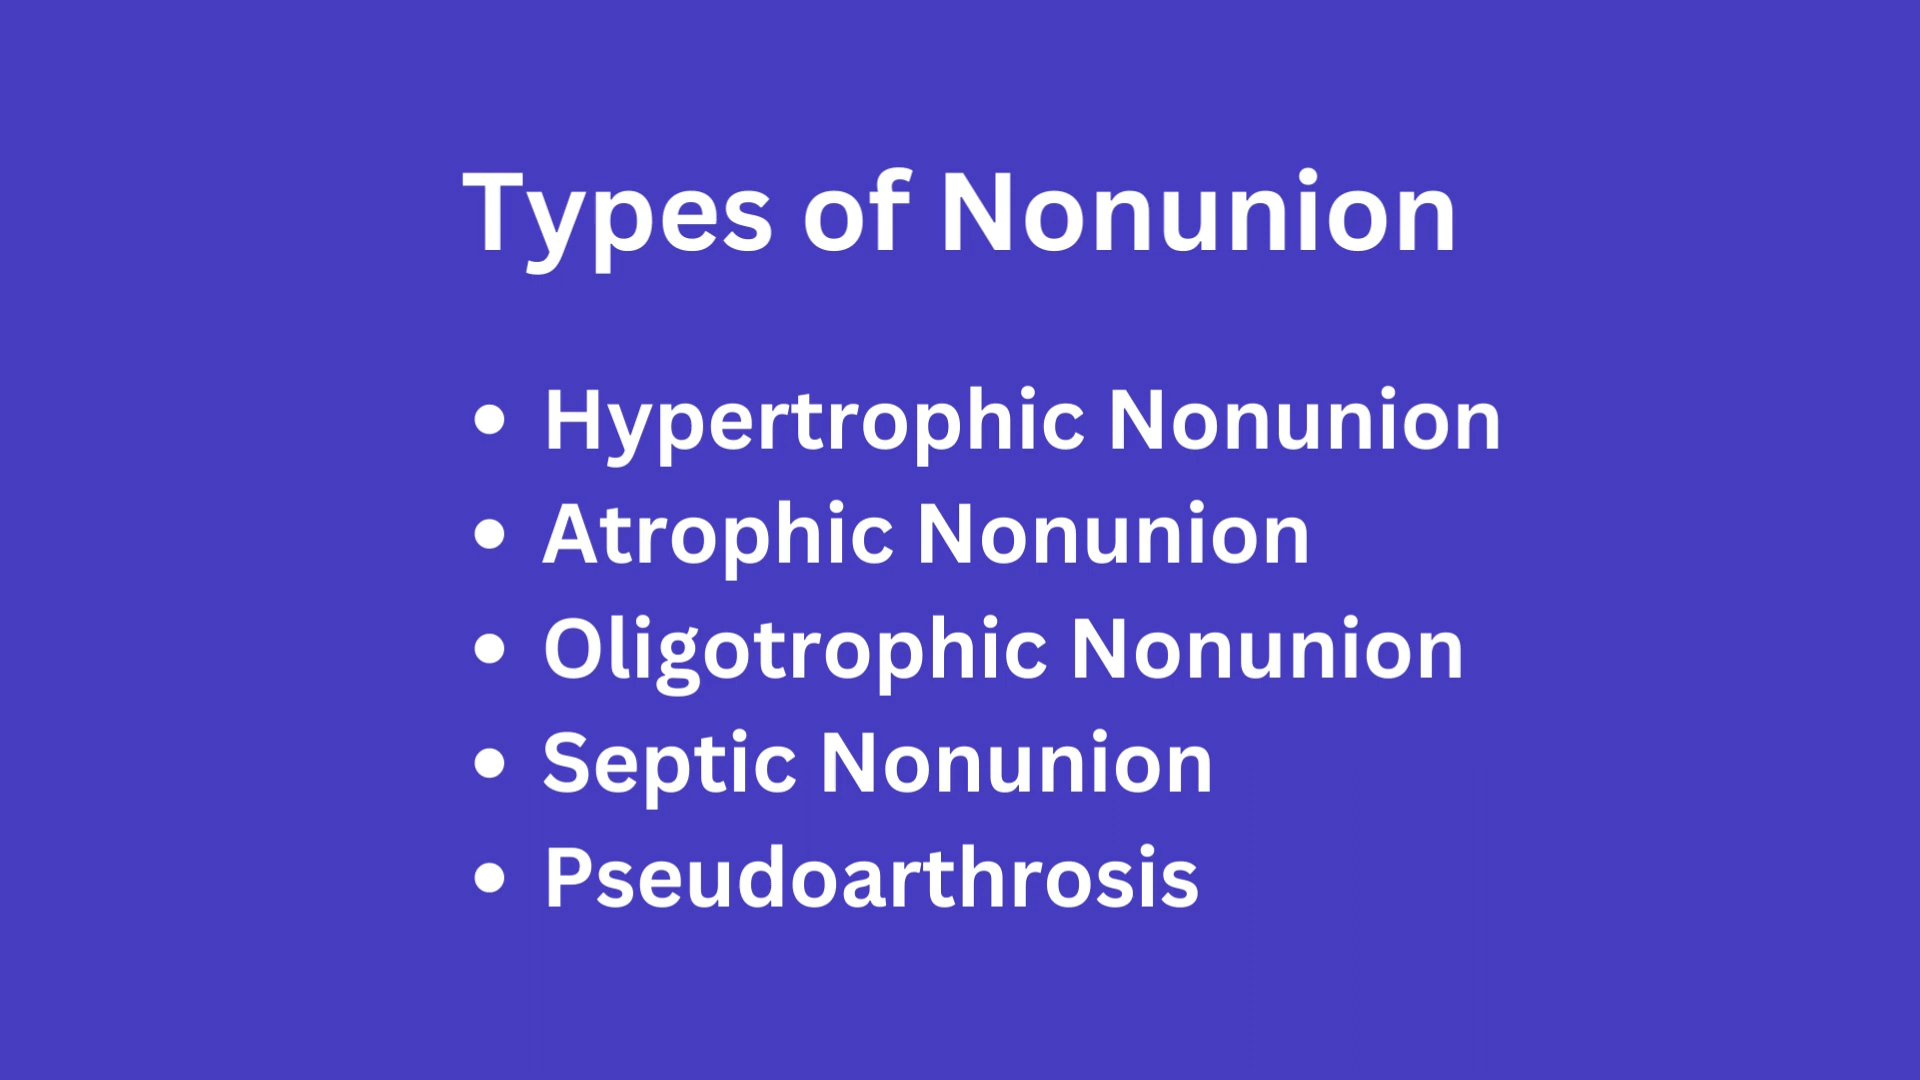 Types of Nonunion
• Hypertrophic Nonunion
• Atrophic Nonunion
• Oligotrophic Nonunion
• Septic Nonunion
• Pseudoarthrosis